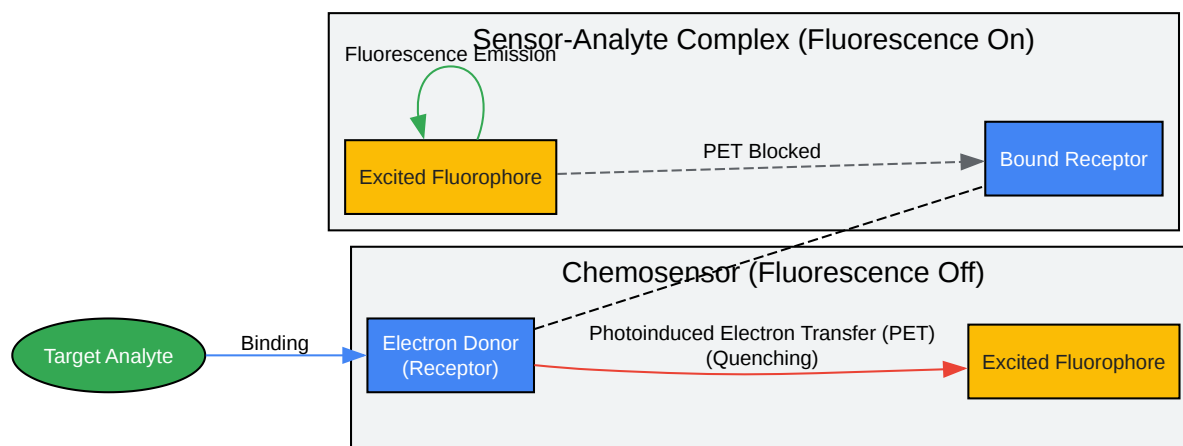 Sensor-Analyte Complex (Fluorescence On)
Fluorescence Emission
Excited Fluorophore
PET Blocked
Bound Receptor
Chemosensor (Fluorescence Off)
Target Analyte
Binding
Electron Donor
(Receptor)
Photoinduced Electron Transfer (PET)
(Quenching)
Excited Fluorophore